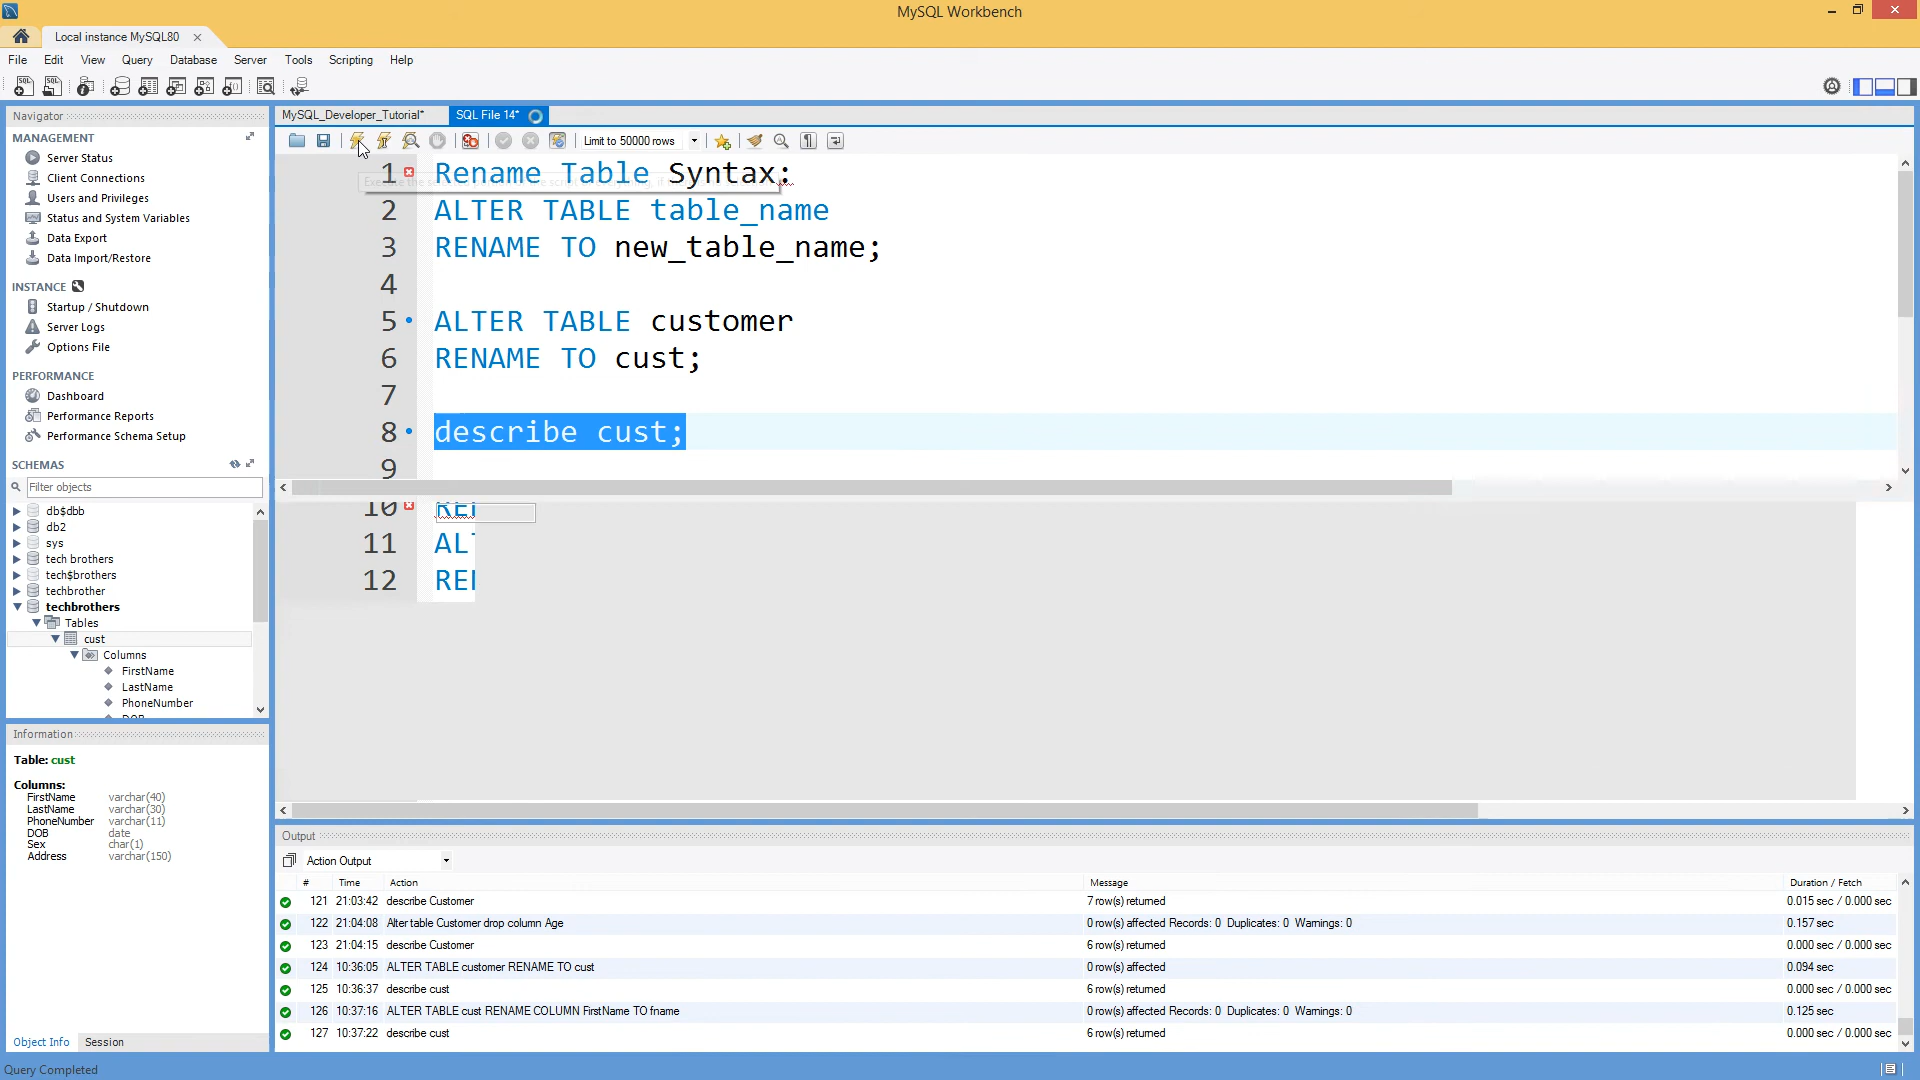 MySQL Workbench
Local instance MySQL80
File Edit View Query Database Server Tools Scripting Help
Navigator
MANAGEMENT
Server Status
Client Connections
Users and Privileges
Status and System Variables
Data Export
Data Import/Restore
INSTANCE
Startup / Shutdown
Server Logs
Options File
PERFORMANCE
Dashboard
Performance Reports
Performance Schema Setup
SCHEMAS
Filter objects
db$dbb
db2
sys
tech brothers
tech$brothers
techbrother
techbrothers
Tables
cust
Columns
FirstName
LastName
PhoneNumber
DOB
Information
Table: cust
Columns:
FirstName varchar(40)
LastName varchar(30)
PhoneNumber varchar(11)
DOB date
Sex char(1)
Address varchar(150)
Object Info Session
MySQL_Developer_Tutorial* SQL File 14*
Limit to 50000 rows
1 Rename Table Syntax:
2 ALTER TABLE table_name
3 RENAME TO new_table_name;
4
5 ALTER TABLE customer
6 RENAME TO cust;
7
8 describe cust;
9
10
11 AL
12 RE
Output
Action Output
# Time Action Message Duration / Fetch
121 21:03:42 describe Customer 7 row(s) returned 0.015 sec / 0.000 sec
122 21:04:08 Alter table Customer drop column Age 0 row(s) affected Records: 0 Duplicates: 0 Warnings: 0 0.157 sec
123 21:04:15 describe Customer 6 row(s) returned 0.000 sec / 0.000 sec
124 10:36:05 ALTER TABLE customer RENAME TO cust 0 row(s) affected 0.094 sec
125 10:36:37 describe cust 6 row(s) returned 0.000 sec / 0.000 sec
126 10:37:16 ALTER TABLE cust RENAME COLUMN FirstName TO fname 0 row(s) affected Records: 0 Duplicates: 0 Warnings: 0 0.125 sec
127 10:37:22 describe cust 6 row(s) returned 0.000 sec / 0.000 sec
Query Completed